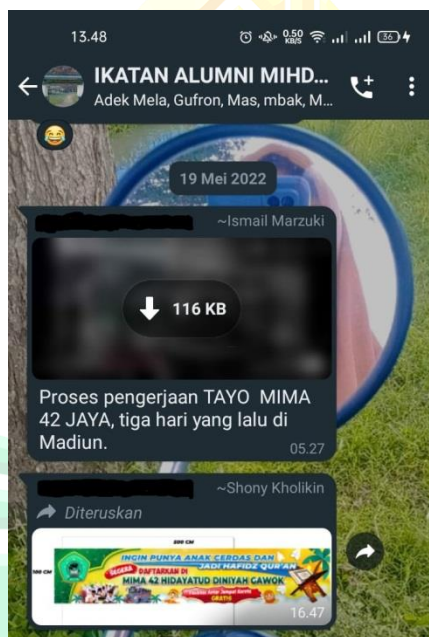 13.48
0.50 KB/S
36
IKATAN ALUMNI MIHD...
Adek Mela, Gufron, Mas, mbak, M...
19 Mei 2022
~Ismail Marzuki
116 KB
Proses pengerjaan TAYO MIMA
42 JAYA, tiga hari yang lalu di
Madiun.
05.27
~Shony Kholikin
Diteruskan
500 CM
INGIN PUNYA ANAK CERDAS DAN
JADI HAFIDZ QUR'AN
SEGERA DAFTARKAN DI
MIMA 42 HIDAYATUD DINIYAH GAWOK
GRATIS
16.47